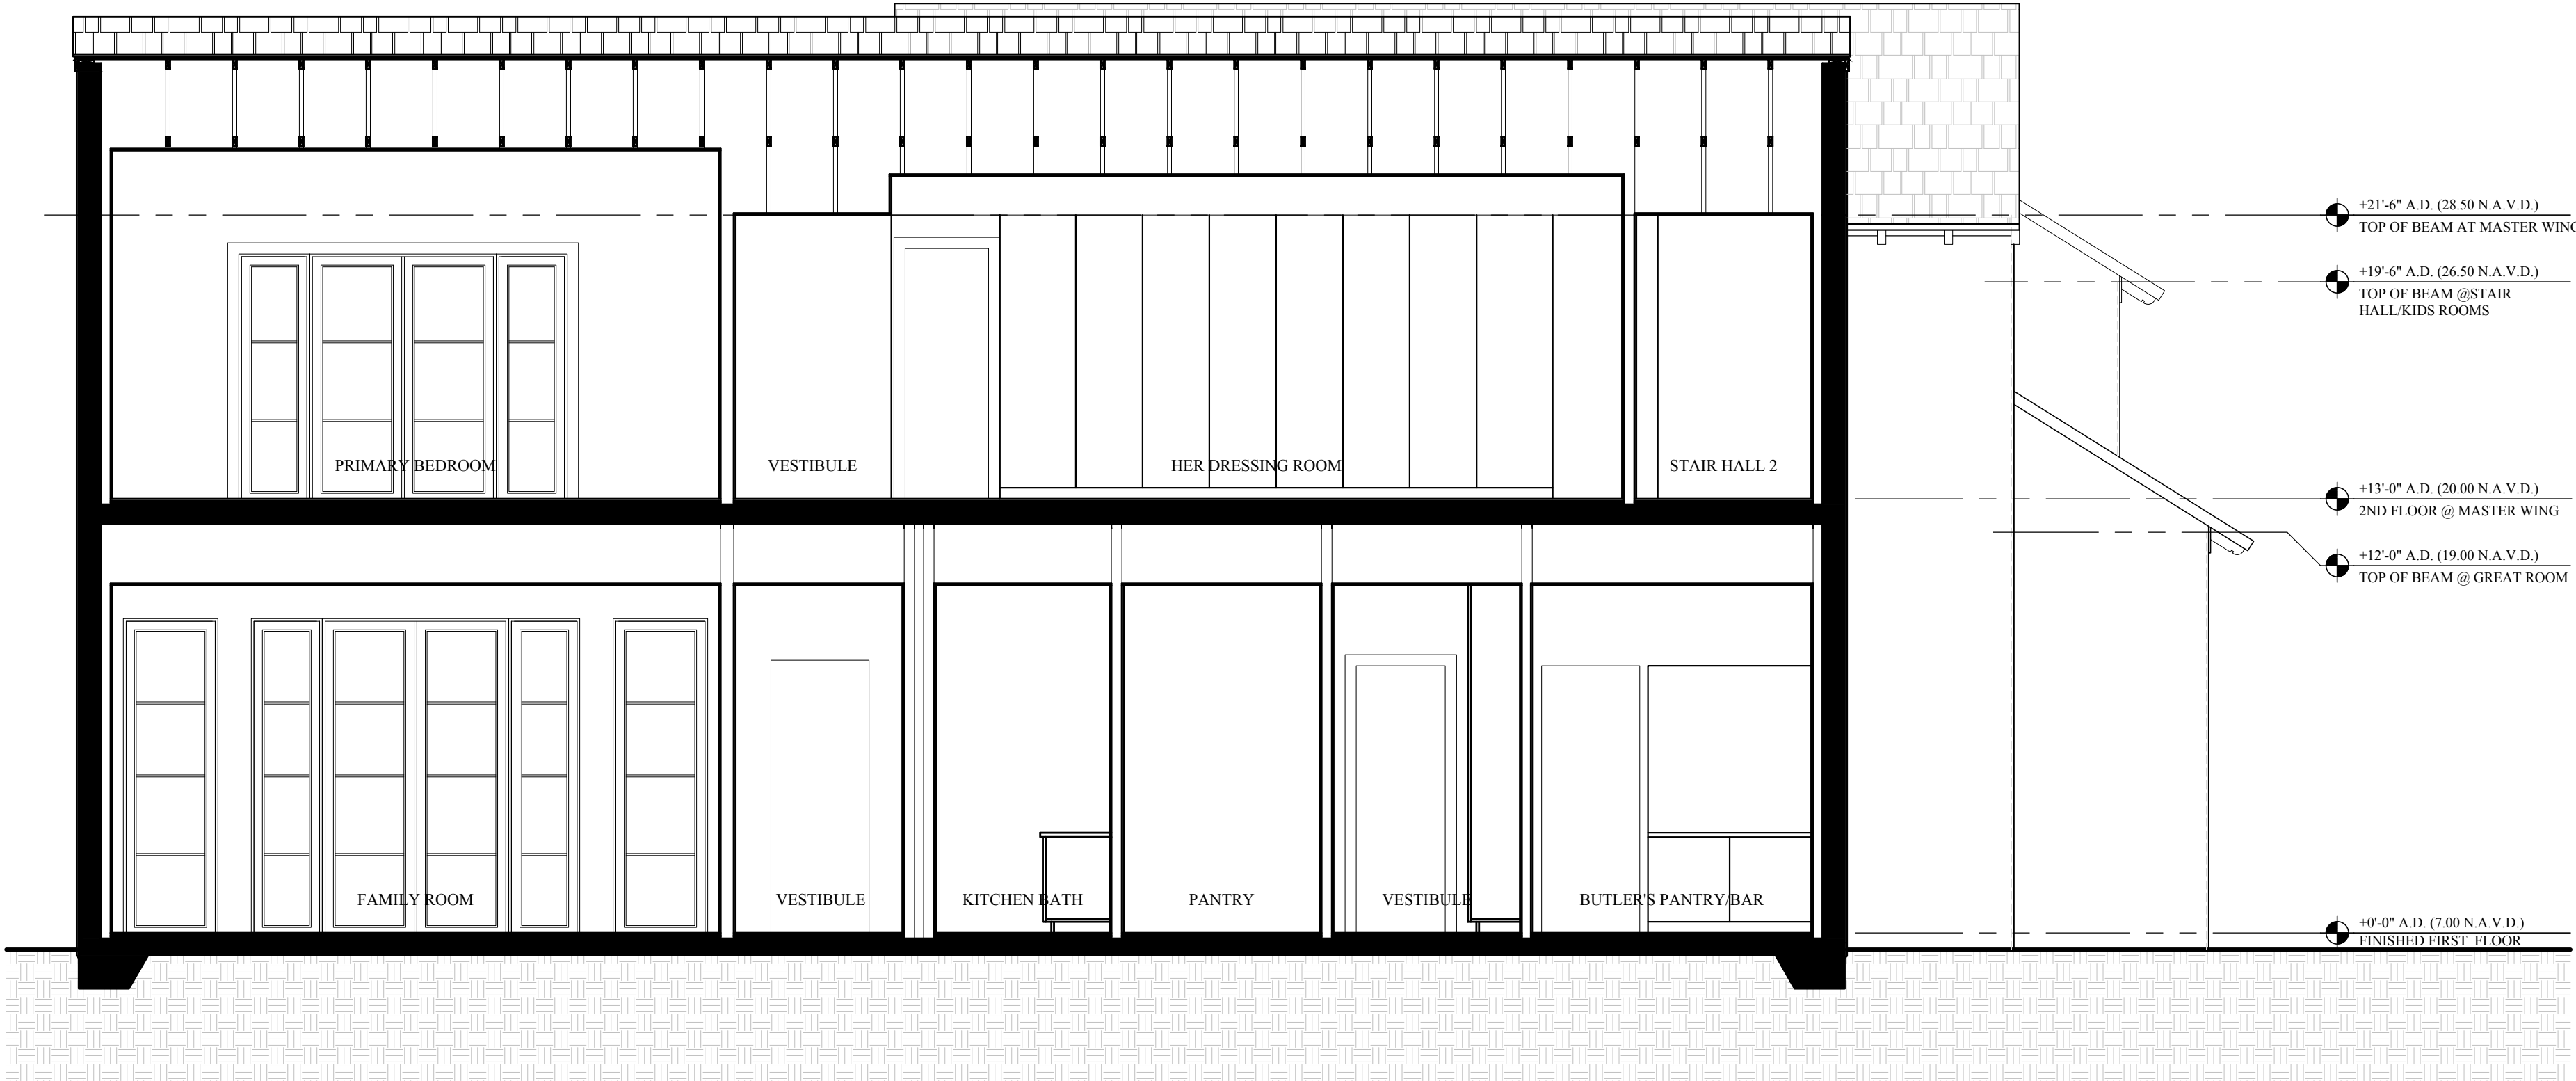 +21'-6" A.D. (28.50 N.A.V.D.)
TOP OF BEAM AT MASTER WING
+19'-6" A.D. (26.50 N.A.V.D.)
TOP OF BEAM @STAIR
HALL/KIDS ROOMS
PRIMARY BEDROOM
VESTIBULE
HER DRESSING ROOM
STAIR HALL 2
+13'-0" A.D. (20.00 N.A.V.D.)
2ND FLOOR @ MASTER WING
+12'-0" A.D. (19.00 N.A.V.D.)
TOP OF BEAM @ GREAT ROOM
FAMILY ROOM
VESTIBULE
KITCHEN BATH
PANTRY
VESTIBULE
BUTLER'S PANTRY/BAR
+0'-0" A.D. (7.00 N.A.V.D.)
FINISHED FIRST FLOOR